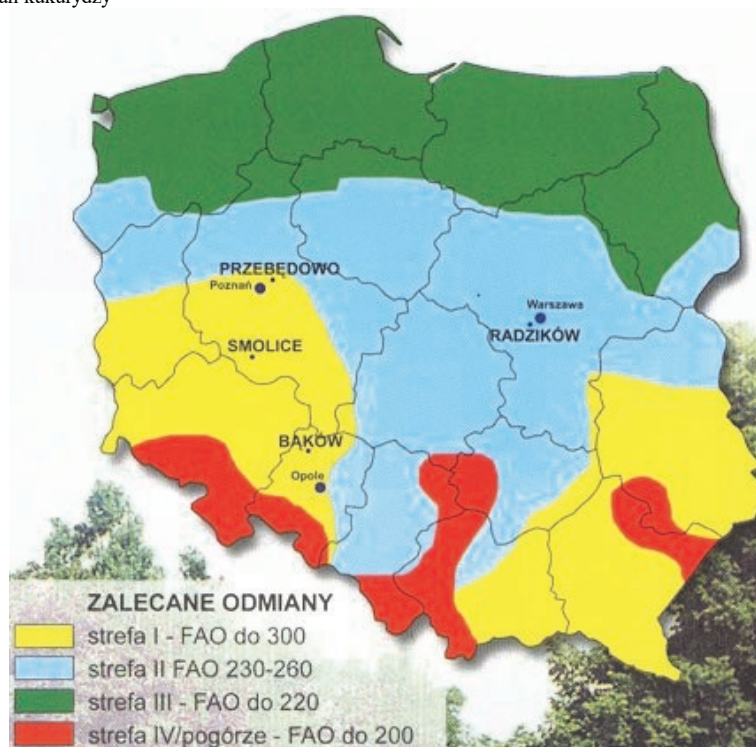 PRZEBĘDOWO
Poznań
Warszawa
RADZIKÓW
SMOLICE
BĄKÓW
Opole
ZALECANE ODMIANY
strefa I - FAO do 300
strefa II FAO 230-260
strefa III - FAO do 220
strefa IV/pogórze - FAO do 200